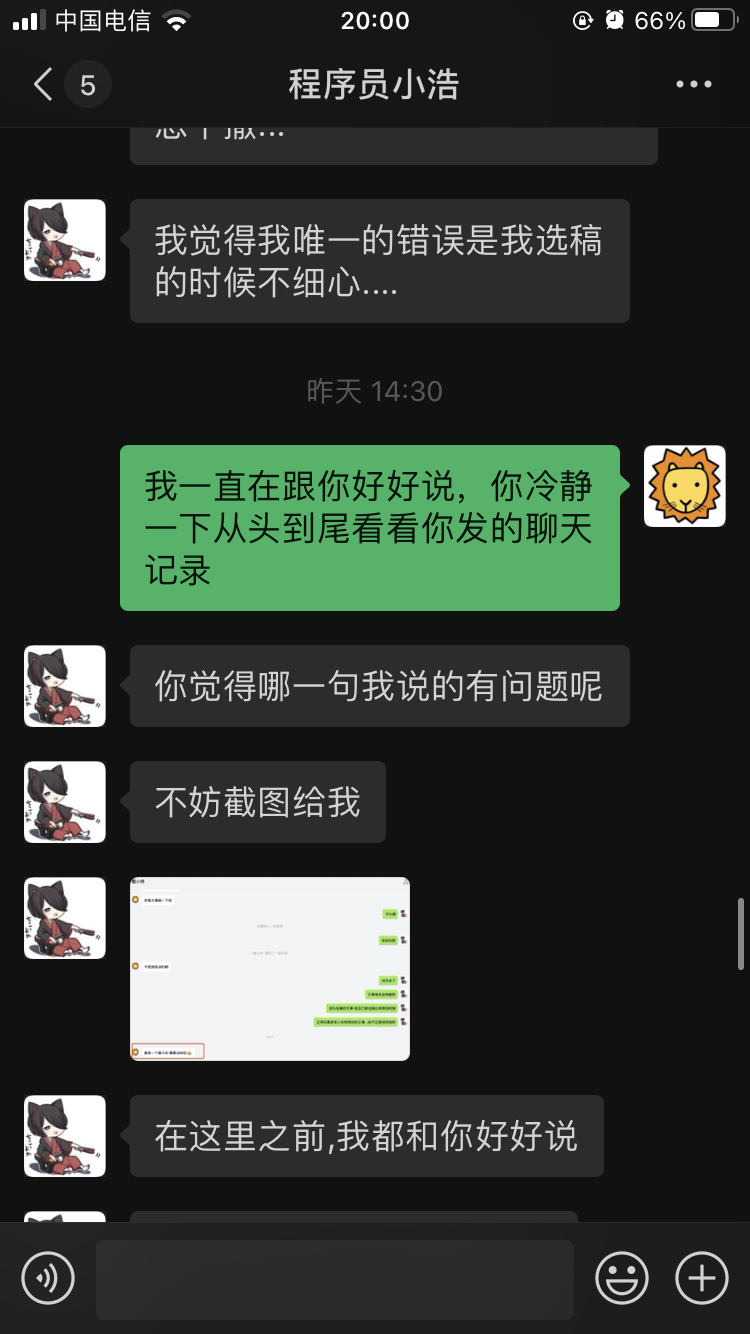 中国电信
20:00
66%
5
程序员小浩
我觉得我唯一的错误是我选稿
的时候不细心....
昨天 14:30
我一直在跟你好好说，你冷静
一下从头到尾看看你发的聊天
记录
你觉得哪一句我说的有问题呢
不妨截图给我
在这里之前,我都和你好好说